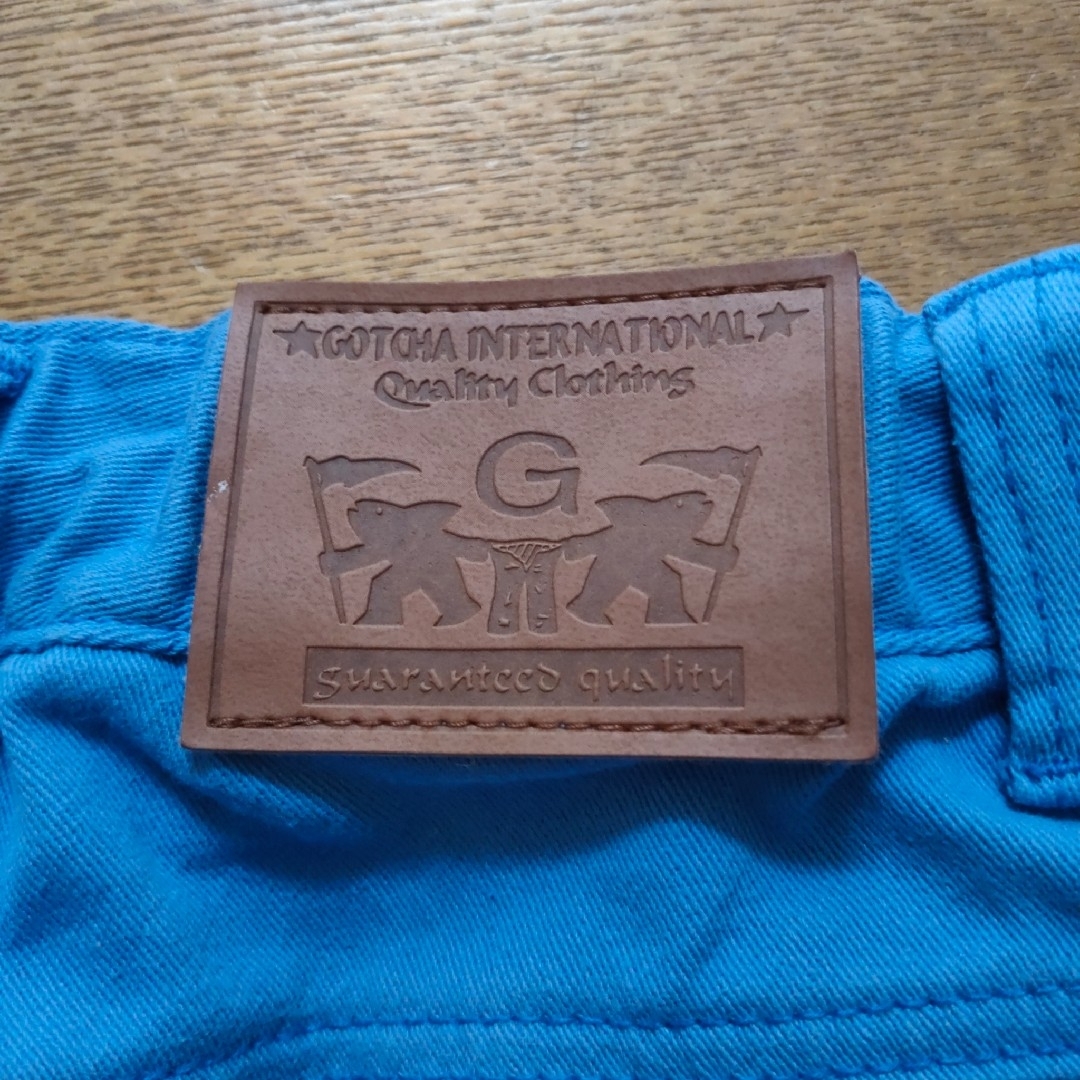 ★GOTCHA INTERNATIONAL★
Quality Clothing
G
guaranteed quality